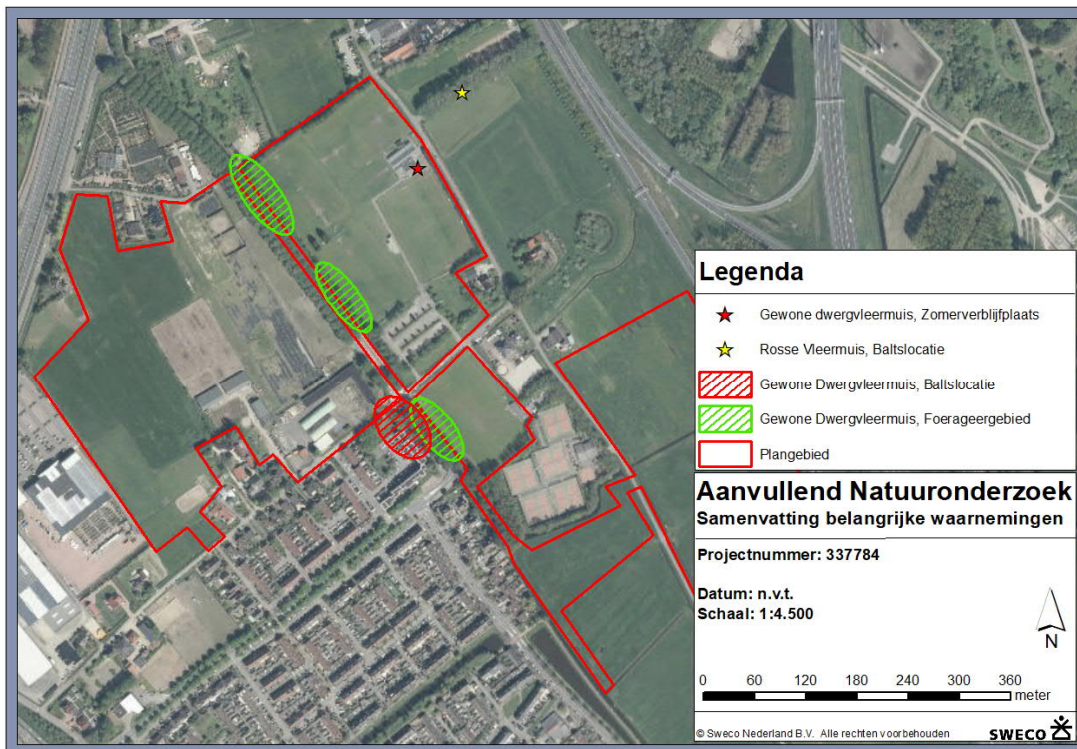 Legenda
Gewone dwergvleermuis, Zomerverblijfplaats
Rosse Vleermuis, Baltslocatie
Gewone Dwergvleermuis, Baltslocatie
Gewone Dwergvleermuis, Foerageergebied
Plangebied
Aanvullend Natuuronderzoek
Samenvatting belangrijke waarnemingen
Projectnummer: 337784
Datum: n.v.t.
Schaal: 1:4.500
N
0 60 120 180 240 300 360
meter
© Sweco Nederland B.V. Alle rechten voorbehouden
SWECO